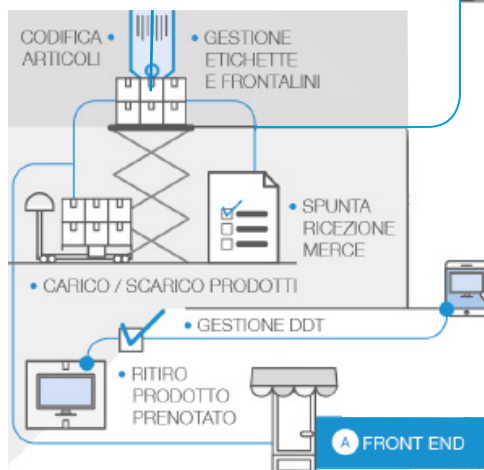 CODIFICA
ARTICOLI
GESTIONE
ETICHETTE
E FRONTALINI
SPUNTA
RICEZIONE
MERCE
CARICO / SCARICO PRODOTTI
GESTIONE DDT
RITIRO
PRODOTTO
PRENOTATO
A FRONT END